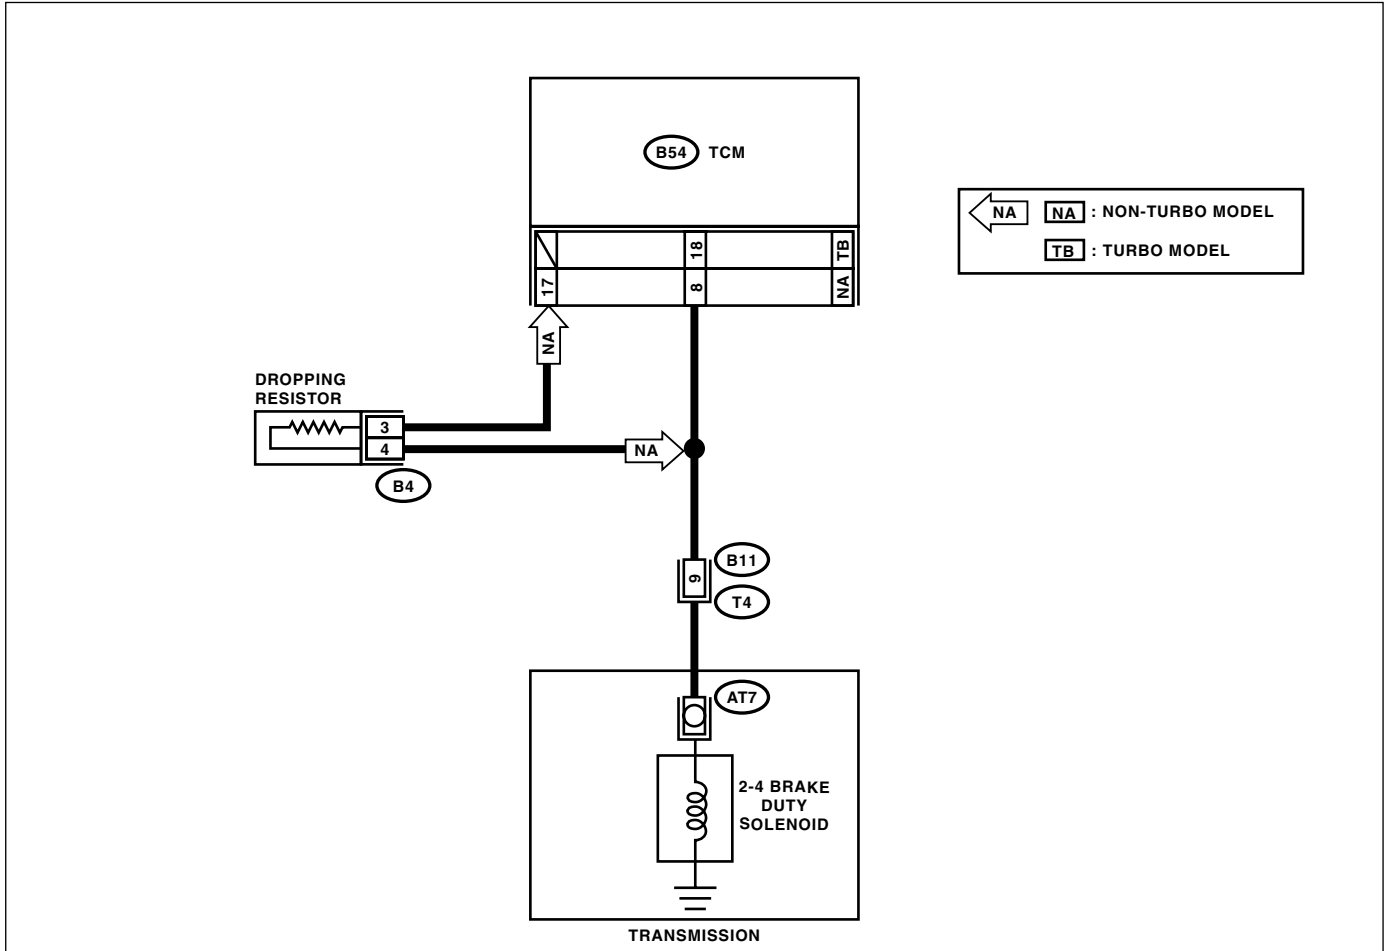 B54 TCM
NA NA : NON-TURBO MODEL
TB : TURBO MODEL
18 TB
17 8 NA
NA
DROPPING
RESISTOR
3
4
NA
B4
B11
9
T4
AT7
2-4 BRAKE
DUTY
SOLENOID
TRANSMISSION